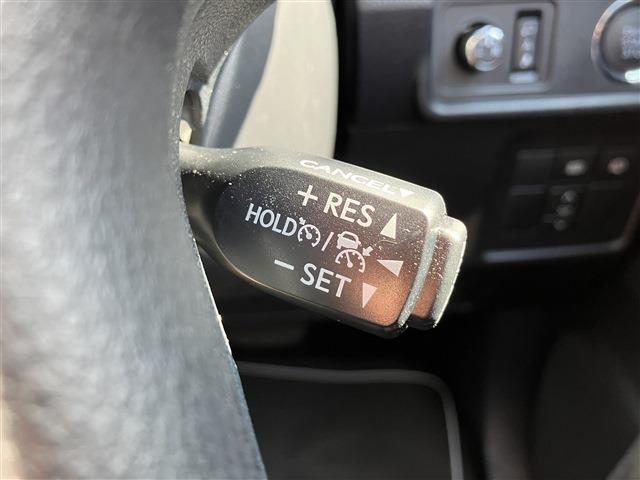 CANCEL
+ RES
HOLD /
− SET